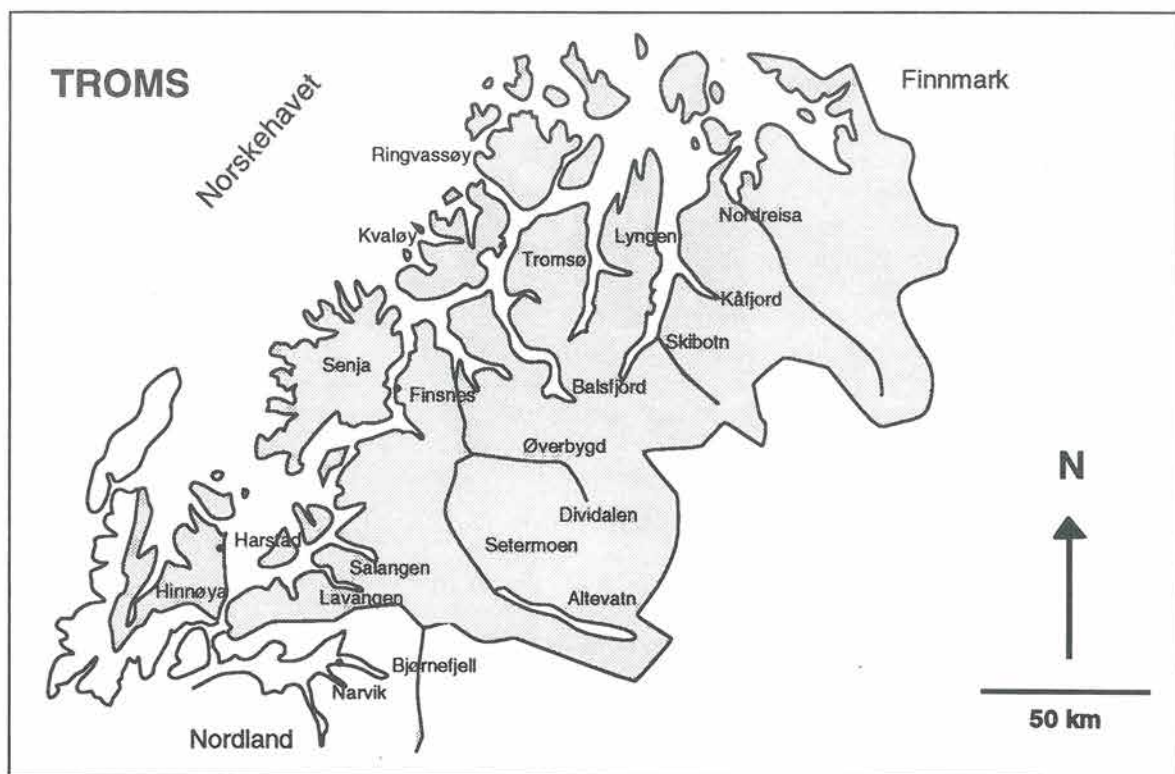 TROMS
Finnmark
Norskehavet
Ringvassøy
Kvaløy
Nordreisa
Lyngen
Tromsø
Kåfjord
Skibotn
Senja
Finsnes
Balsfjord
Øverbygd
N
Dividalen
Harstad
Setermoen
Salangen
Hinnøya
Lavangen
Altevatn
Bjørnefjell
Narvik
50 km
Nordland